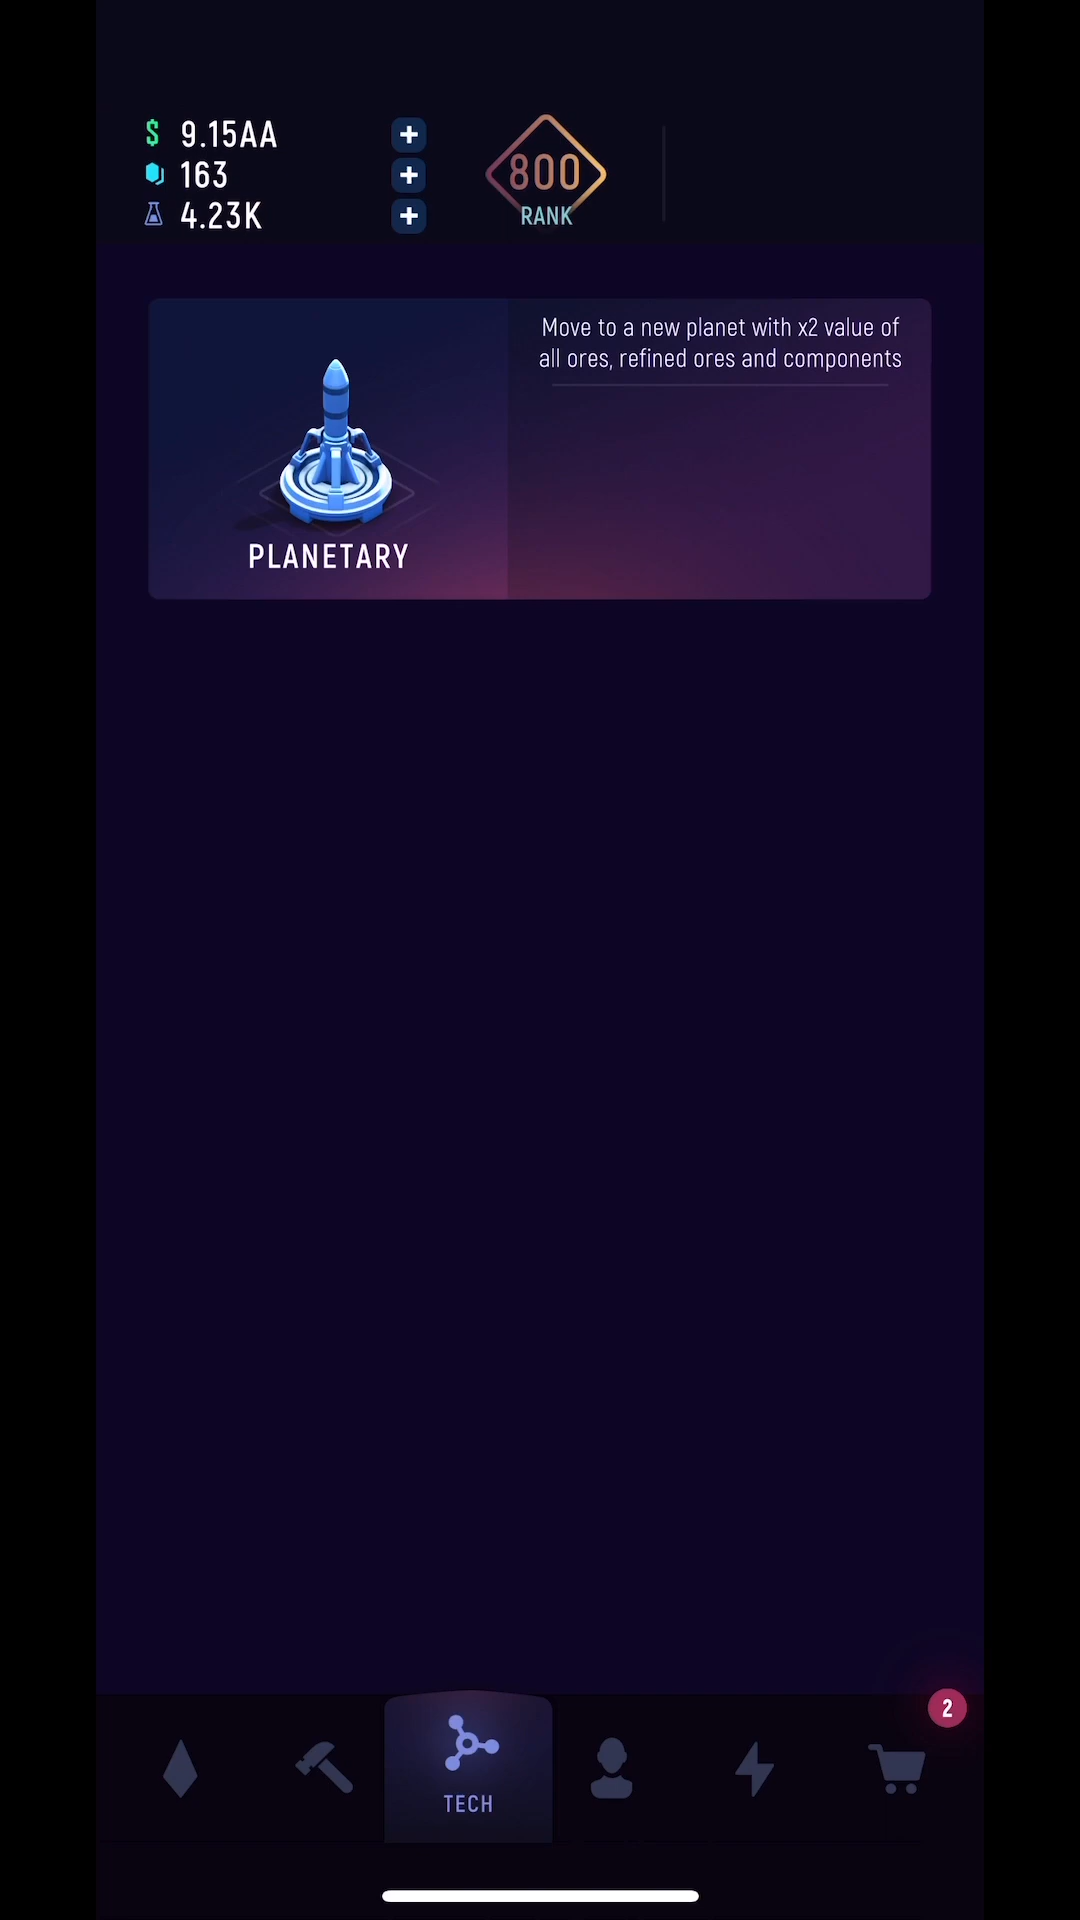 $ 9.15AA
163
4.23K
800
RANK
Move to a new planet with x2 value of
all ores, refined ores and components
PLANETARY
2
TECH